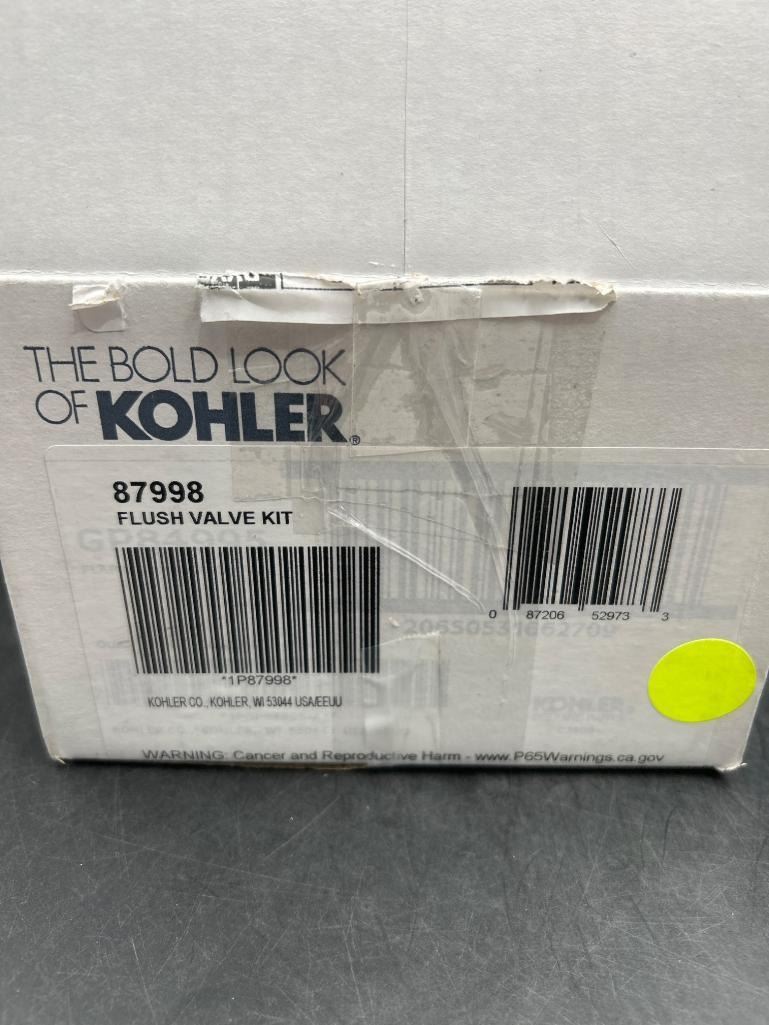 THE BOLD LOOK
OF KOHLER®
87998
FLUSH VALVE KIT
*1P87998*
0 87206 52973 3
KOHLER CO., KOHLER, WI 53044 USA/EEUU
KOHLER
WARNING: Cancer and Reproductive Harm - www.P65Warnings.ca.gov